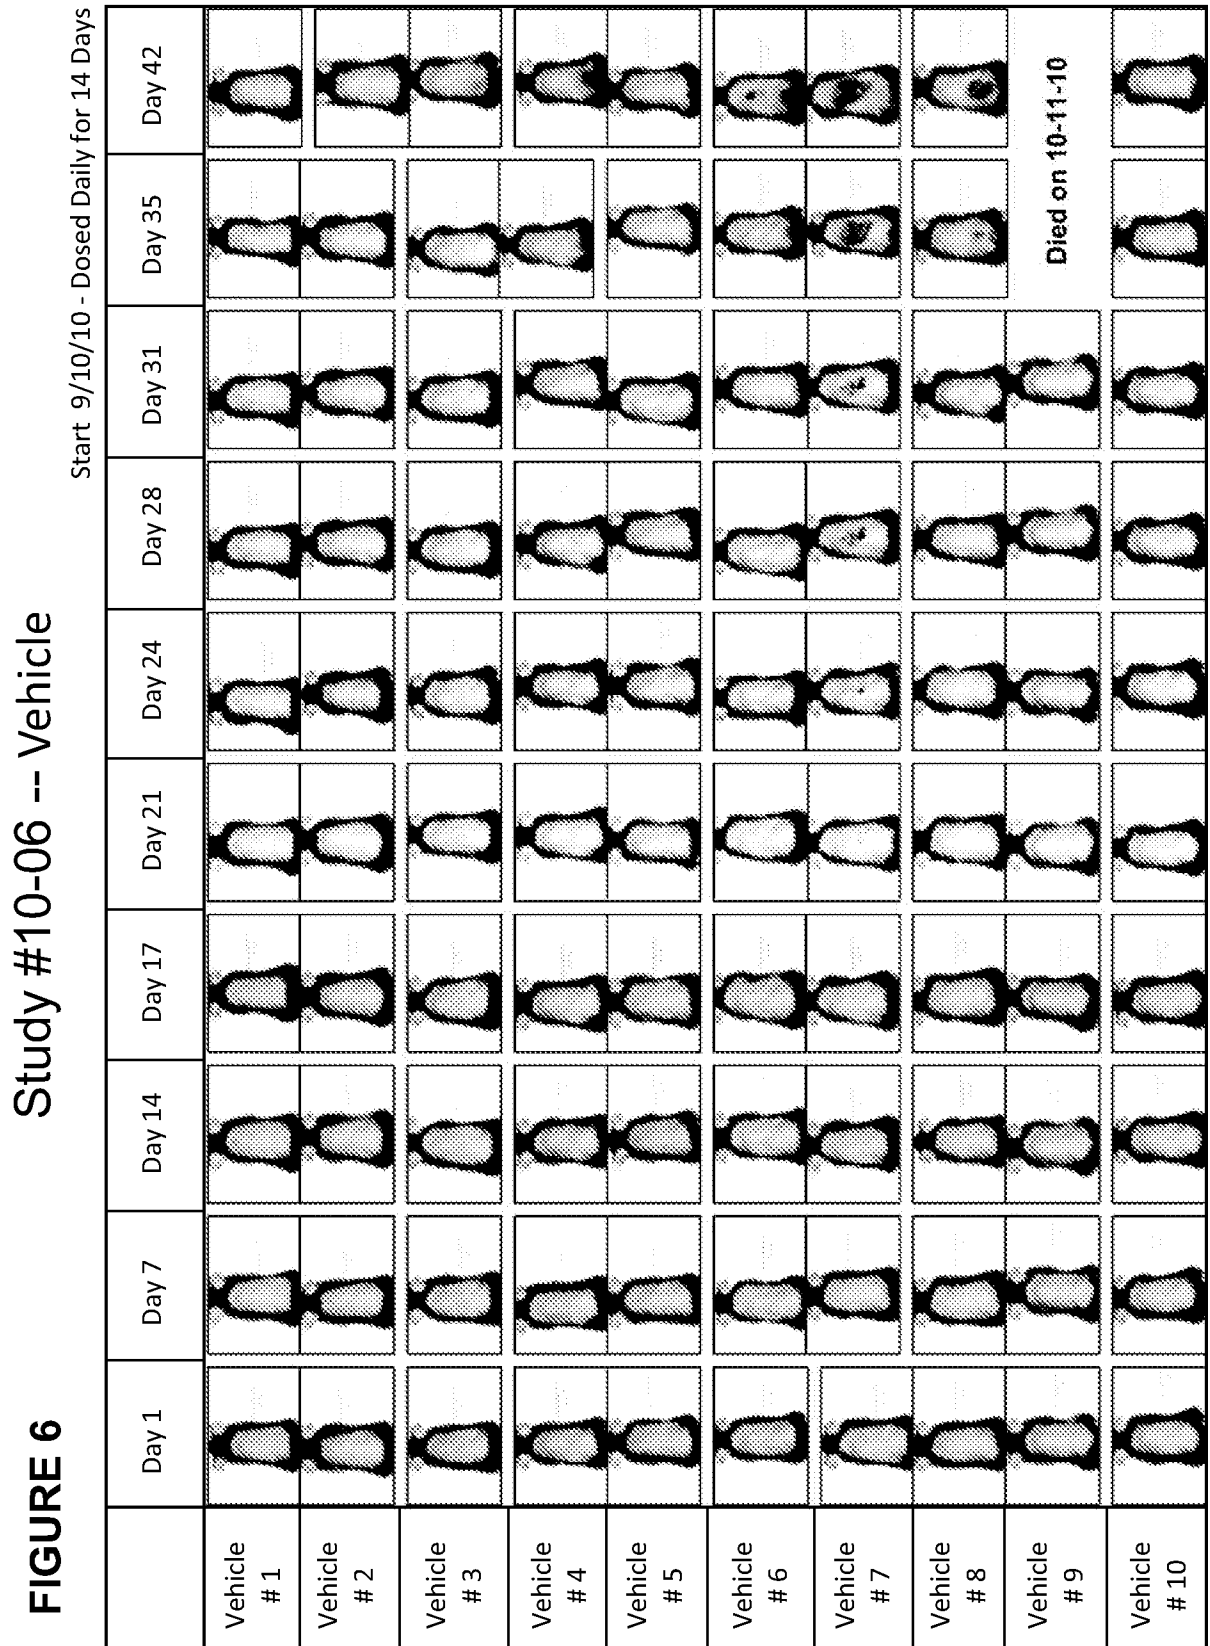 FIGURE 6
Study #10-06 -- Vehicle
Start 9/10/10 - Dosed Daily for 14 Days
Day 1
Day 7
Day 14
Day 17
Day 21
Day 24
Day 28
Day 31
Day 35
Day 42
Vehicle
# 1
Vehicle
# 2
Vehicle
# 3
Vehicle
# 4
Vehicle
# 5
Vehicle
# 6
Vehicle
# 7
Vehicle
# 8
Vehicle
# 9
Died on 10-11-10
Vehicle
# 10